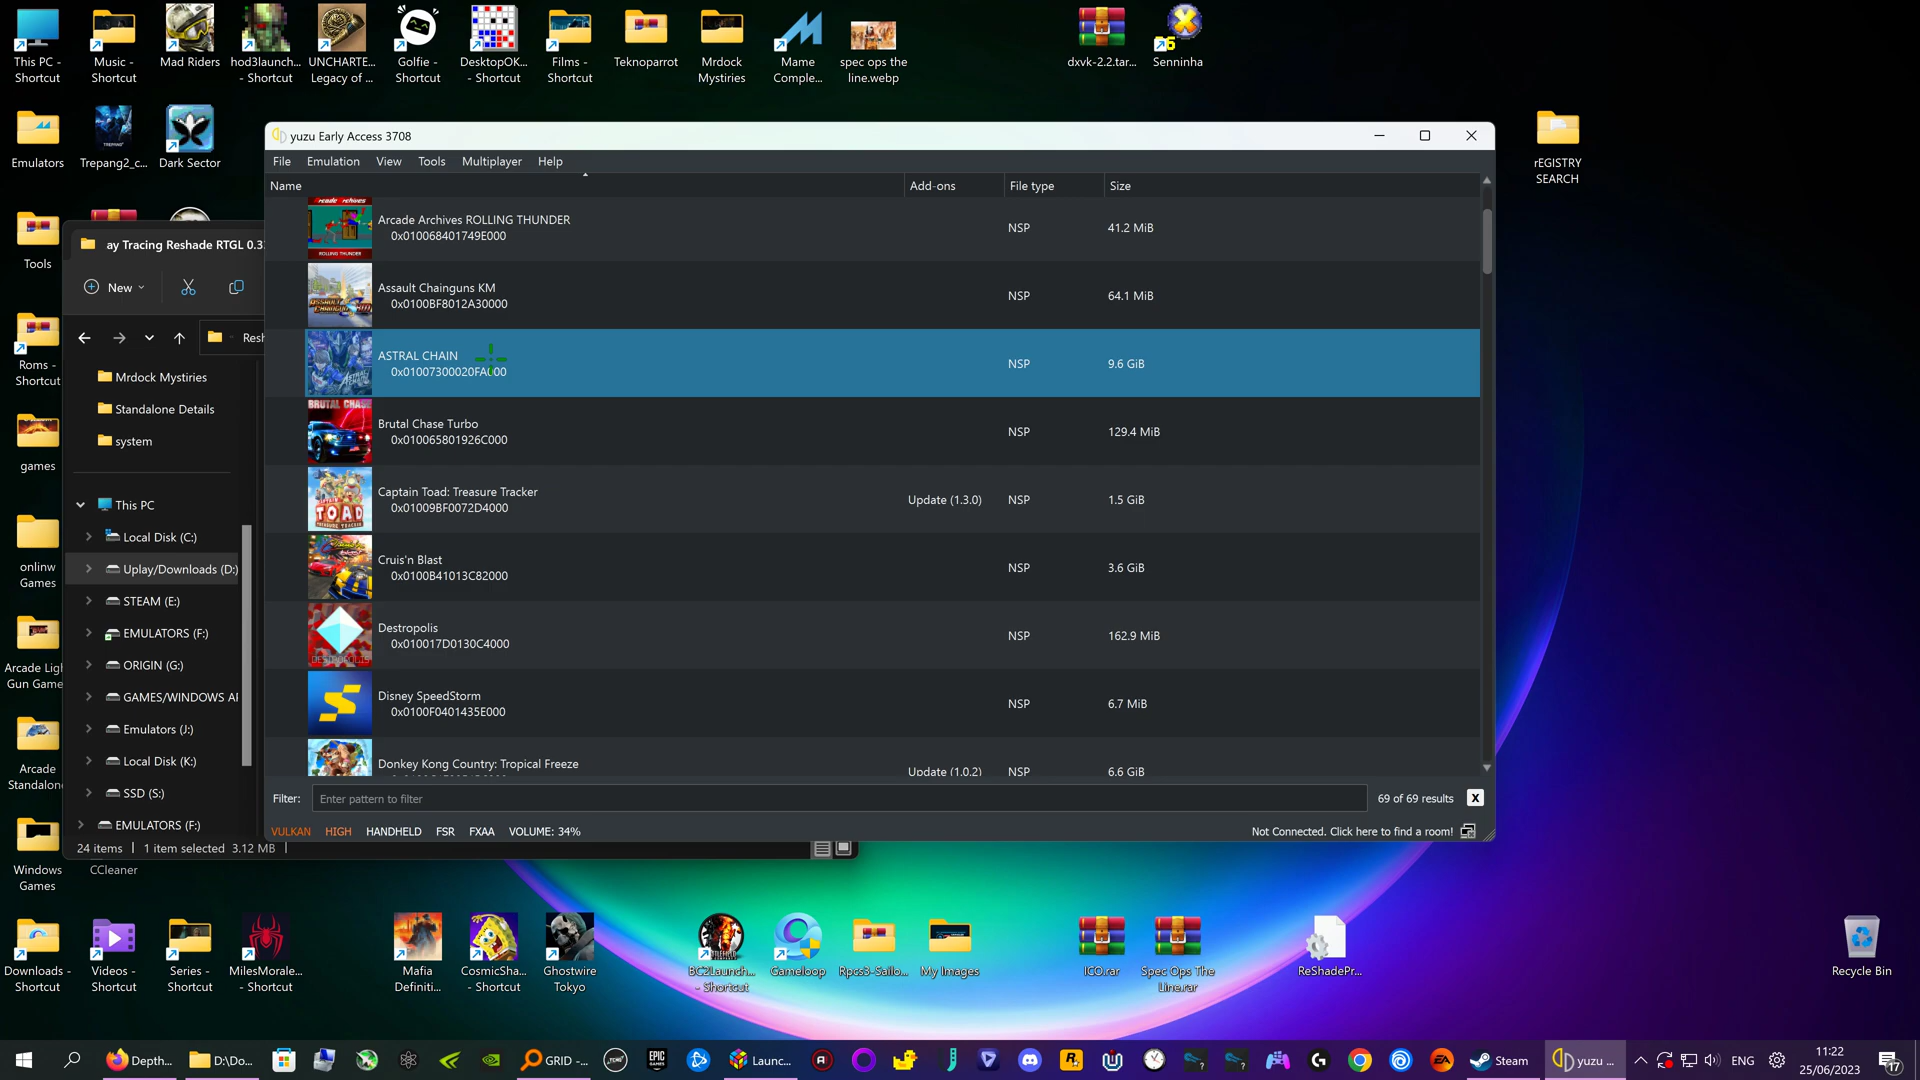 This PC - Shortcut
Music - Shortcut
Mad Riders
hod3launch... - Shortcut
UNCHARTE... Legacy of ...
Golfie - Shortcut
DesktopOK... - Shortcut
Films - Shortcut
Teknoparrot
Mrdock Mystiries
Mame Comple...
spec ops the line.webp
dxvk-2.2.tar...
Senninha
Emulators
Trepang2_c...
Dark Sector
rEGISTRY SEARCH
yuzu Early Access 3708
File Emulation View Tools Multiplayer Help
Name Add-ons File type Size
Arcade Archives ROLLING THUNDER
0x010068401749E000
NSP 41.2 MiB
Assault Chainguns KM
0x0100BF8012A30000
NSP 64.1 MiB
ASTRAL CHAIN
0x01007300020FA000
NSP 9.6 GiB
Brutal Chase Turbo
0x010065801926C000
NSP 129.4 MiB
Captain Toad: Treasure Tracker
0x01009BF0072D4000
Update (1.3.0) NSP 1.5 GiB
Cruis'n Blast
0x0100B41013C82000
NSP 3.6 GiB
Destropolis
0x010017D0130C4000
NSP 162.9 MiB
Disney SpeedStorm
0x0100F0401435E000
NSP 6.7 MiB
Donkey Kong Country: Tropical Freeze
Update (1.0.2) NSP 6.6 GiB
Filter: Enter pattern to filter 69 of 69 results X
VULKAN HIGH HANDHELD FSR FXAA VOLUME: 34% Not Connected. Click here to find a room!
Tools
Roms - Shortcut
games
onlinw Games
Arcade Ligh Gun Game
Arcade Standalone
Windows Games
CCleaner
ay Tracing Reshade RTGL 0.3
New
Resh
Mrdock Mystiries
Standalone Details
system
This PC
Local Disk (C:)
Uplay/Downloads (D:)
STEAM (E:)
EMULATORS (F:)
ORIGIN (G:)
GAMES/WINDOWS AP
Emulators (J:)
Local Disk (K:)
SSD (S:)
EMULATORS (F:)
24 items 1 item selected 3.12 MB
Downloads - Shortcut
Videos - Shortcut
Series - Shortcut
MilesMorale... - Shortcut
Mafia Definiti...
CosmicSha... - Shortcut
Ghostwire Tokyo
BC2Launch... - Shortcut
Gameloop
Rpcs3-Sailo...
My Images
ICO.rar
Spec Ops The Line.rar
ReShadePr...
Recycle Bin
Depth... D:\Do... GRID -... Launc... Steam yuzu ... ENG
11:22
25/06/2023
17